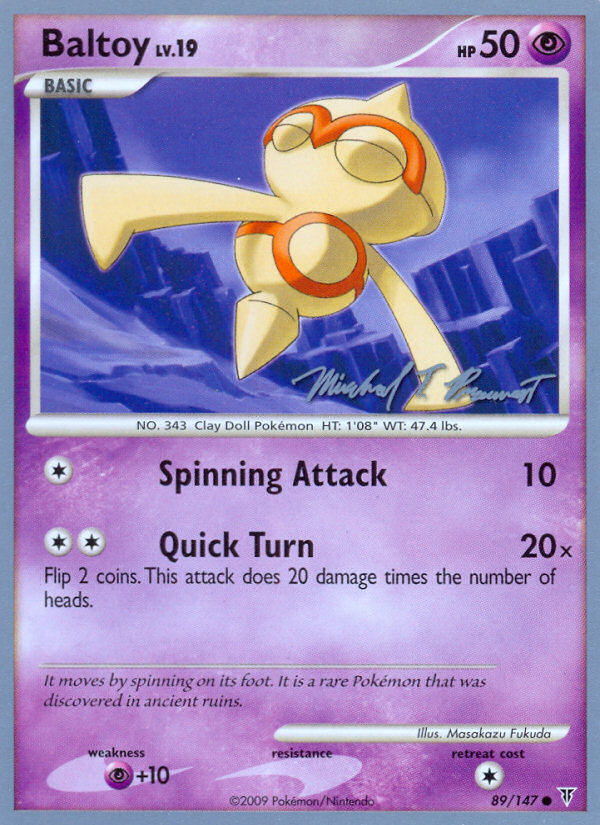 Baltoy LV.19
HP 50
BASIC
NO. 343 Clay Doll Pokémon HT: 1'08" WT: 47.4 lbs.
Spinning Attack 10
Quick Turn 20x
Flip 2 coins. This attack does 20 damage times the number of
heads.
It moves by spinning on its foot. It is a rare Pokémon that was
discovered in ancient ruins.
Illus. Masakazu Fukuda
weakness resistance retreat cost
+10
©2009 Pokémon/Nintendo 89/147